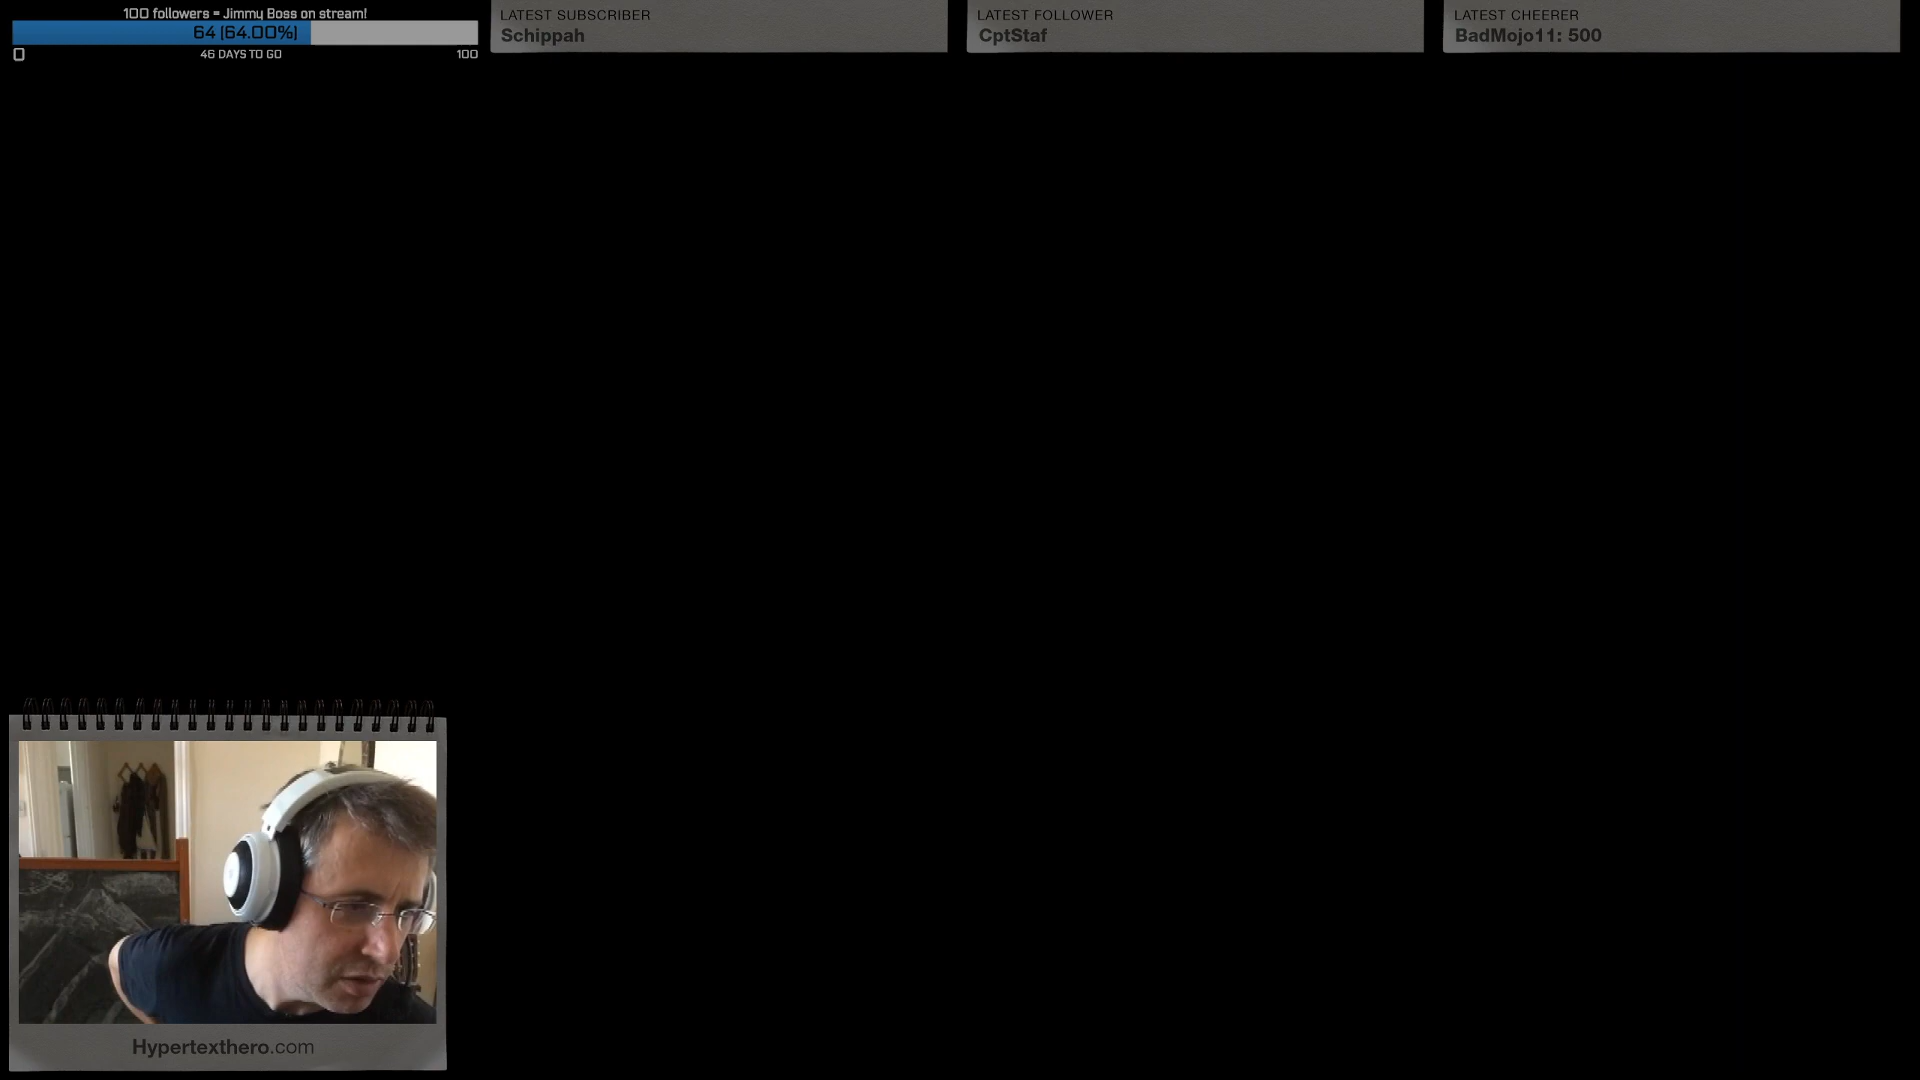 100 followers = Jimmy Boss on stream!
64 (64.00%)
0 46 DAYS TO GO 100
LATEST SUBSCRIBER
Schippah
LATEST FOLLOWER
CptStaf
LATEST CHEERER
BadMojo11: 500
Hypertexthero.com